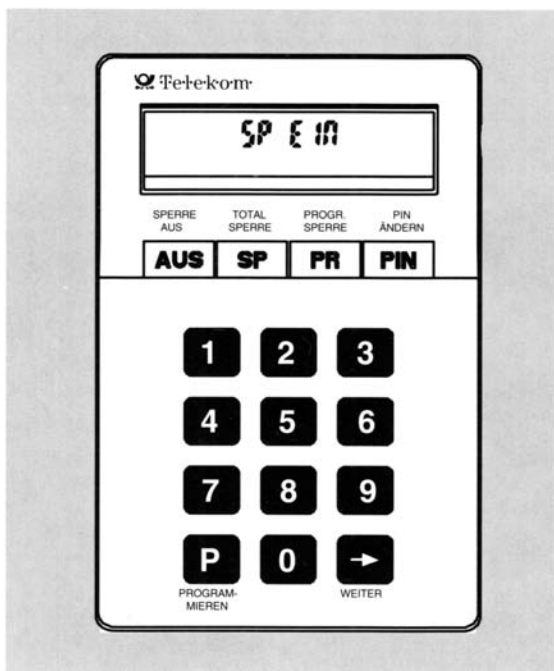 T·e·l·e·k·o·m·
SP EIN
SPERRE AUS TOTAL SPERRE PROGR. SPERRE PIN ÄNDERN
AUS SP PR PIN
1 2 3
4 5 6
7 8 9
P 0 →
PROGRAM-
MIEREN WEITER